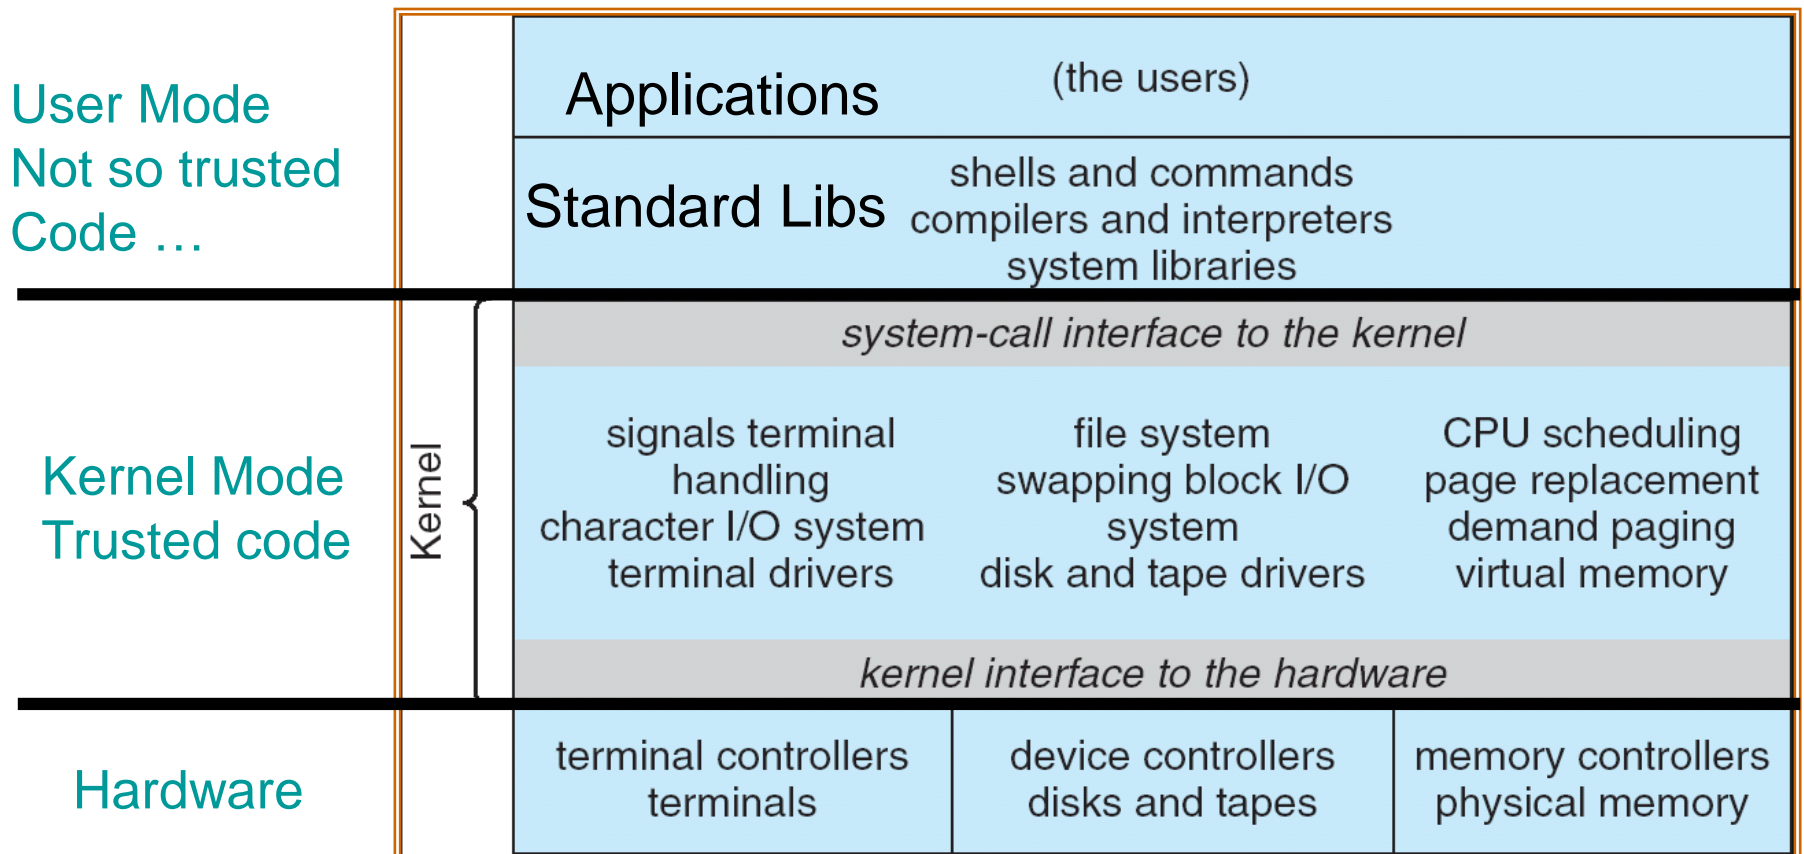 User Mode
Not so trusted
Code …
Applications
(the users)
Standard Libs
shells and commands
compilers and interpreters
system libraries
Kernel Mode
Trusted code
Kernel
system-call interface to the kernel
signals terminal
handling
character I/O system
terminal drivers
file system
swapping block I/O
system
disk and tape drivers
CPU scheduling
page replacement
demand paging
virtual memory
kernel interface to the hardware
Hardware
terminal controllers
terminals
device controllers
disks and tapes
memory controllers
physical memory